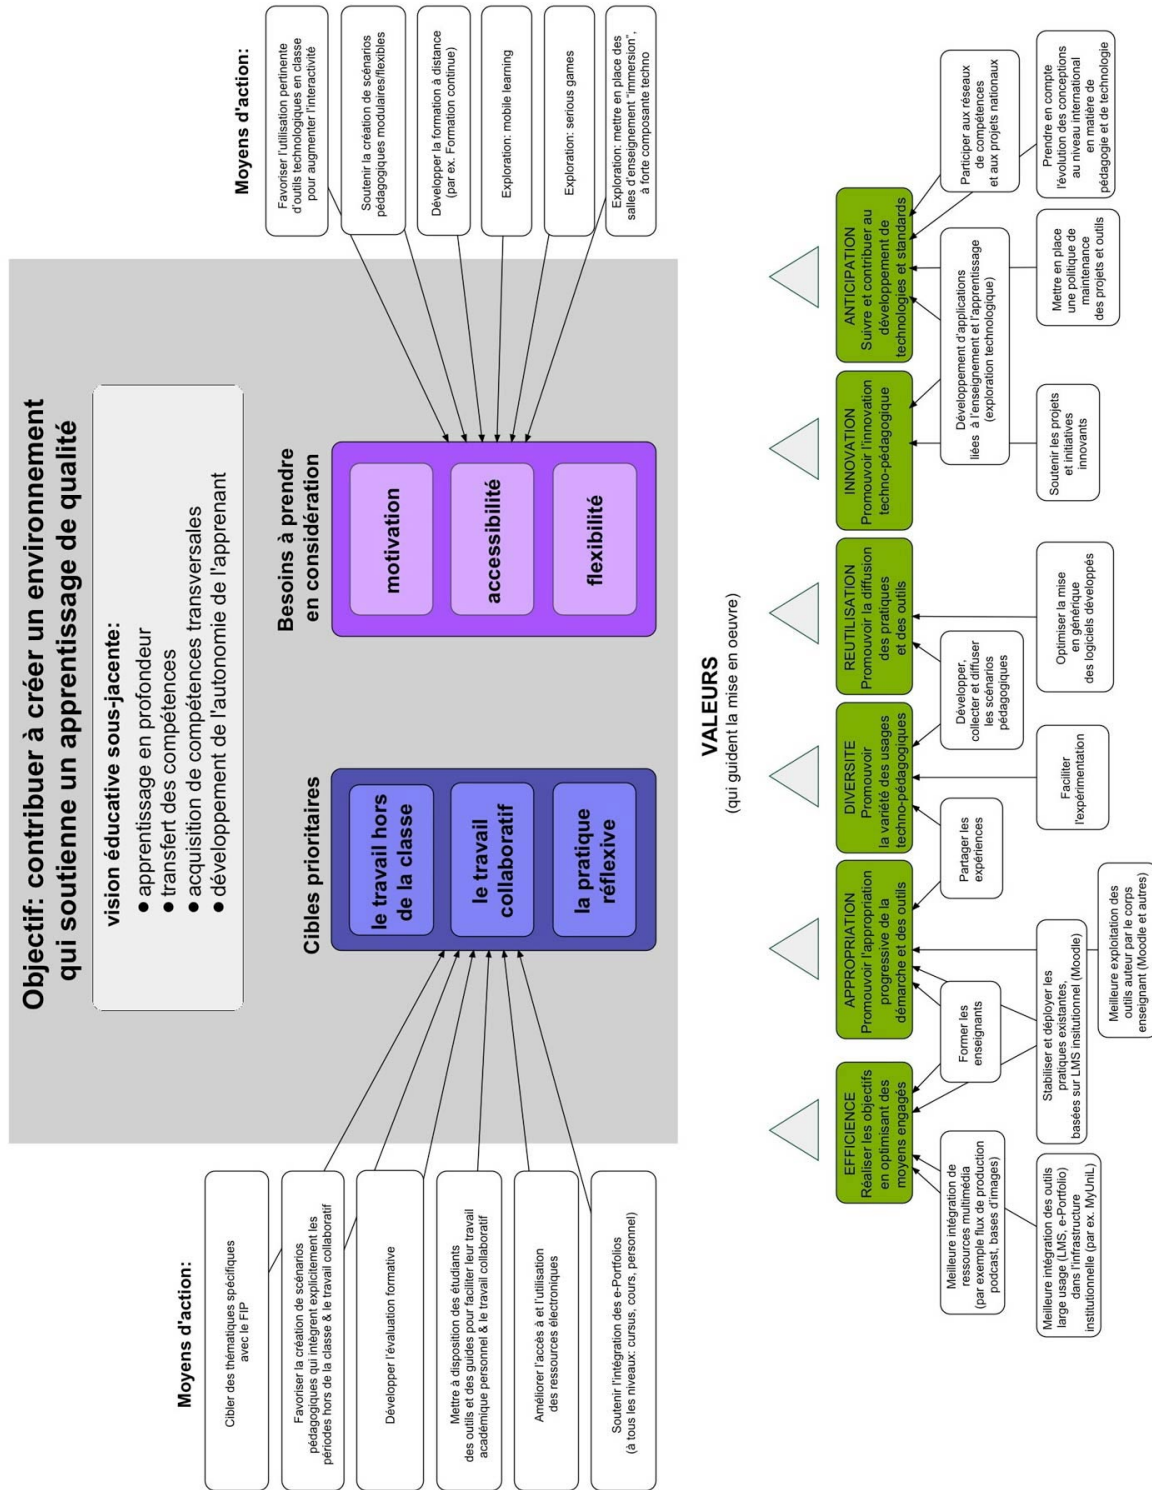 Objectif: contribuer à créer un environnement
qui soutienne un apprentissage de qualité
vision éducative sous-jacente:
● apprentissage en profondeur
● transfert des compétences
● acquisition de compétences transversales
● développement de l'autonomie de l'apprenant
Moyens d'action:
Cibler des thématiques spécifiques
avec le FIP
Favoriser la création de scénarios
pédagogiques qui intègrent explicitement les
périodes hors de la classe & le travail collaboratif
Développer l'évaluation formative
Mettre à disposition des étudiants
des outils et des guides pour faciliter leur travail
académique personnel & le travail collaboratif
Améliorer l'accès à et l'utilisation
des ressources électroniques
Soutenir l'intégration des e-Portfolios
(à tous les niveaux: cursus, cours, personnel)
Cibles prioritaires
le travail hors
de la classe
le travail
collaboratif
la pratique
réflexive
Besoins à prendre
en considération
motivation
accessibilité
flexibilité
Moyens d'action:
Favoriser l'utilisation pertinente
d'outils technologiques en classe
pour augmenter l'interactivité
Soutenir la création de scénarios
pédagogiques modulaires/flexibles
Développer la formation à distance
(par ex. Formation continue)
Exploration: mobile learning
Exploration: serious games
Exploration: mettre en place des
salles d'enseignement "immersion",
à forte composante techno
VALEURS
(qui guident la mise en oeuvre)
EFFICIENCE
Réaliser les objectifs
en optimisant des
moyens engagés
APPROPRIATION
Promouvoir l'appropriation
progressive de la
démarche et des outils
DIVERSITE
Promouvoir
la variété des usages
techno-pédagogiques
REUTILISATION
Promouvoir la diffusion
des pratiques
et des outils
INNOVATION
Promouvoir l'innovation
techno-pédagogique
ANTICIPATION
Suivre et contribuer au
développement de
technologies et standards
Meilleure intégration de
ressources multimédia
(par exemple flux de production
podcast, bases d'images)
Former les
enseignants
Partager les
expériences
Développer,
collecter et diffuser
les scénarios
pédagogiques
Développement d'applications
liées à l'enseignement et l'apprentissage
(exploration technologique)
Participer aux réseaux
de compétences
et aux projets nationaux
Meilleure intégration des outils
large usage (LMS, e-Portfolio)
dans l'infrastructure
institutionnelle (par ex. MyUniL)
Stabiliser et déployer les
pratiques existantes,
basées sur LMS insitutionnel (Moodle)
Meilleure exploitation des
outils auteur par le corps
enseignant (Moodle et autres)
Faciliter
l'expérimentation
Optimiser la mise
en générique
des logiciels développés
Soutenir les projets
et initiatives
innovants
Mettre en place
une politique de
maintenance
des projets et outils
Prendre en compte
l'évolution des conceptions
au niveau international
en matière de
pédagogie et de technologie